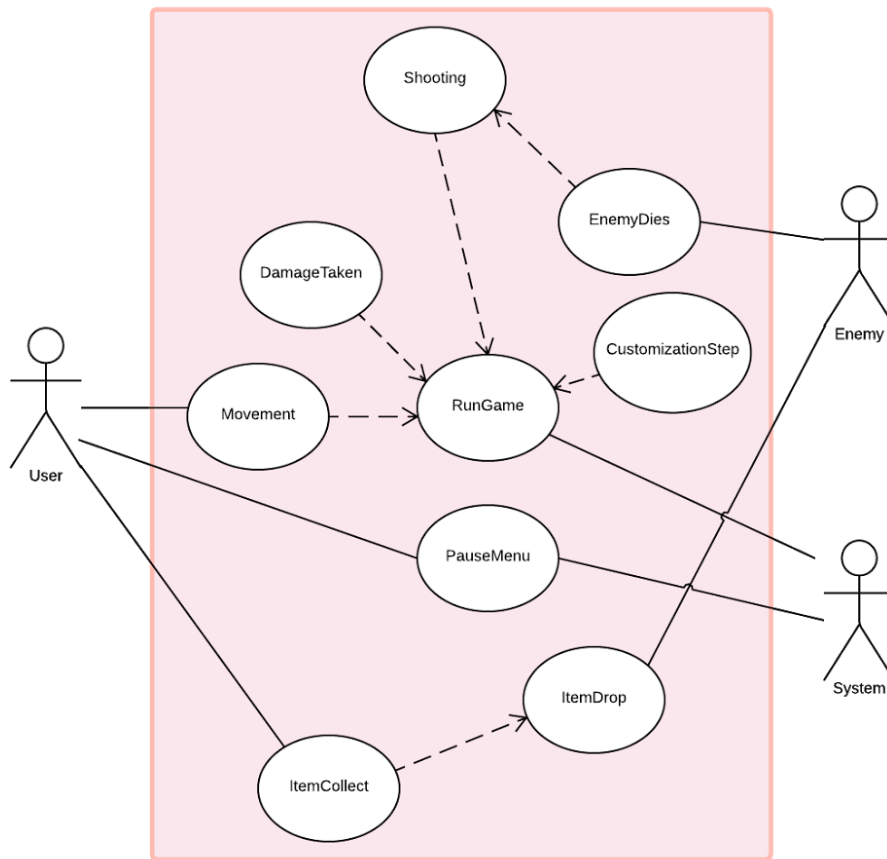 Shooting
EnemyDies
DamageTaken
Enemy
CustomizationStep
RunGame
Movement
User
PauseMenu
System
ItemDrop
ItemCollect